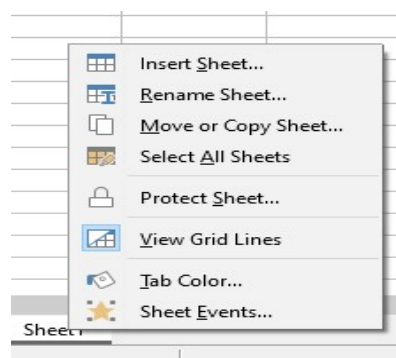 Insert Sheet...
Rename Sheet...
Move or Copy Sheet...
Select All Sheets
Protect Sheet...
View Grid Lines
Tab Color...
Sheet Events...